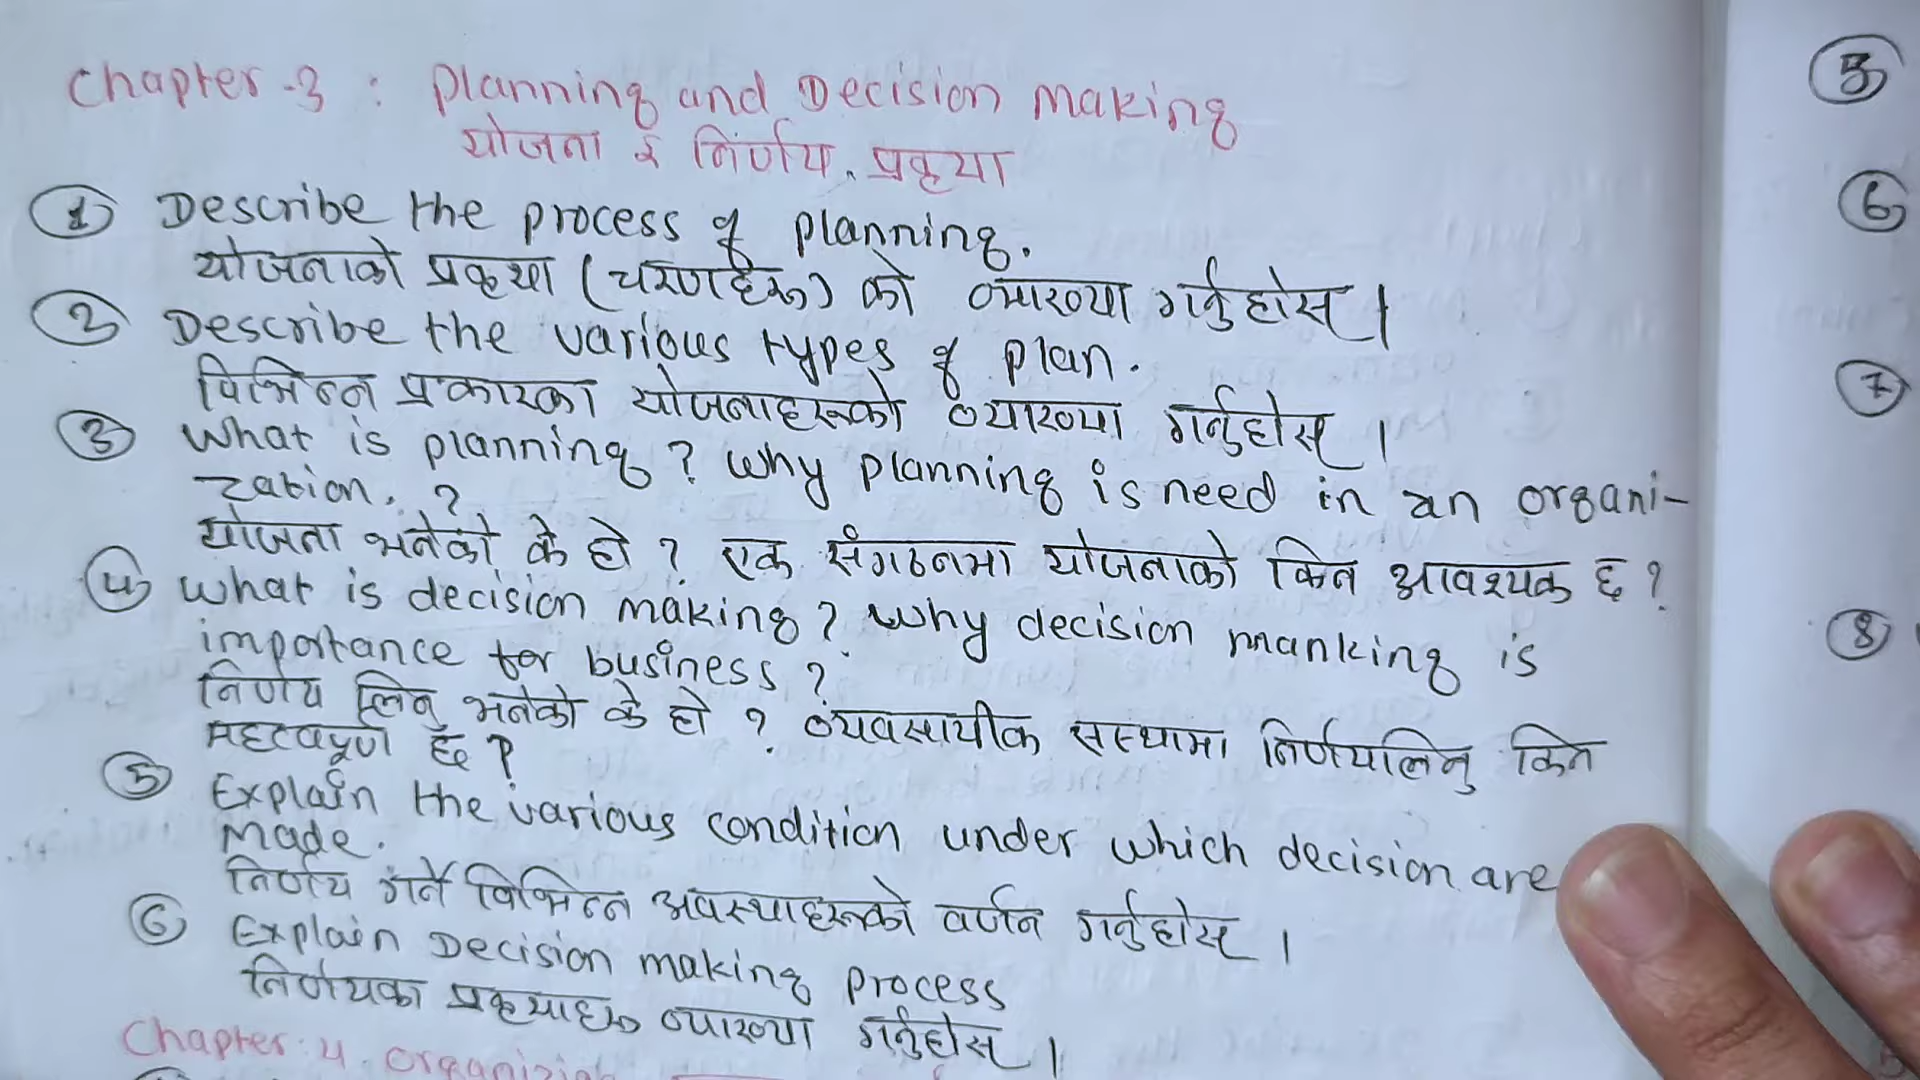 Chapter-3 : Planning and Decision Making
योजना र निर्णय प्रकृया
① Describe the process of planning.
योजनाको प्रकृया (चरणहरू) को व्याख्या गर्नुहोस् |
② Describe the various types of plan.
विभिन्न प्रकारका योजनाहरूको व्याख्या गर्नुहोस् |
③ What is planning? Why planning is need in an organi-
zation. ?
योजना भनेको के हो ? एक संगठनमा योजनाको किन आवश्यक छ ?
④ What is decision making? Why decision manking is
importance for business ?
निर्णय लिनु भनेको के हो ? व्यवसायीक सस्थामा निर्णयलिनु किन
महत्वपूर्ण छ ?
⑤ Explain the various condition under which decision are
made.
निर्णय गर्ने विभिन्न अवस्थाहरूको वर्णन गर्नुहोस् |
⑥ Explain Decision making process
निर्णयका प्रकृयाहरू व्याख्या गर्नुहोस् |
Chapter: 4. Organizing
⑤
⑥
⑦
⑧